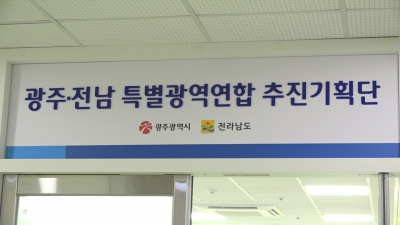 광주·전남 특별광역연합 추진기획단
광주광역시 전라남도